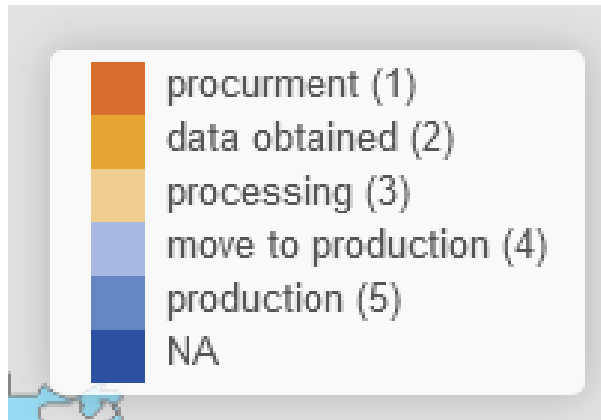 procurment (1)
data obtained (2)
processing (3)
move to production (4)
production (5)
NA